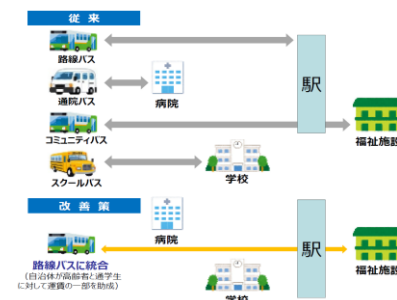 従来
路線バス
駅
通院バス
病院
コミュニティバス
福祉施設
スクールバス
学校
改善策
病院
駅
路線バスに統合
（自治体が高齢者と通学生
に対して運賃の一部を助成）
福祉施設
学校